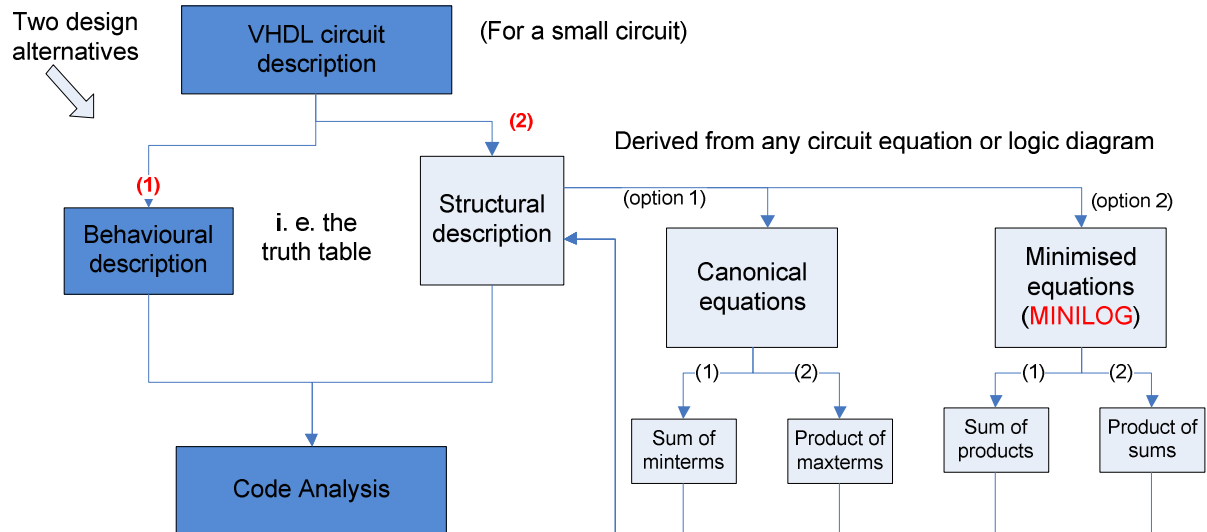 Two design
alternatives
VHDL circuit
description
(For a small circuit)
(2)
Derived from any circuit equation or logic diagram
(1)
Behavioural
description
i. e. the
truth table
Structural
description
(option 1)
(option 2)
Canonical
equations
Minimised
equations
(MINILOG)
(1)
(2)
(1)
(2)
Sum of
minterms
Product of
maxterms
Sum of
products
Product of
sums
Code Analysis